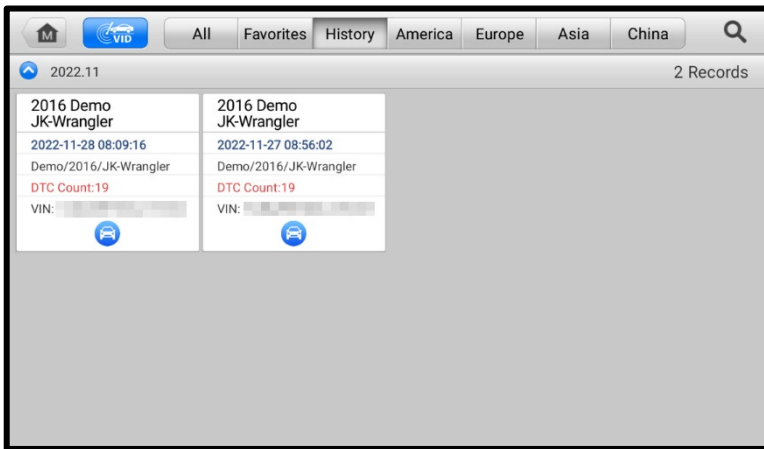 M VID All Favorites History America Europe Asia China
2022.11 2 Records
2016 Demo
JK-Wrangler
2022-11-28 08:09:16
Demo/2016/JK-Wrangler
DTC Count:19
VIN:
2016 Demo
JK-Wrangler
2022-11-27 08:56:02
Demo/2016/JK-Wrangler
DTC Count:19
VIN: